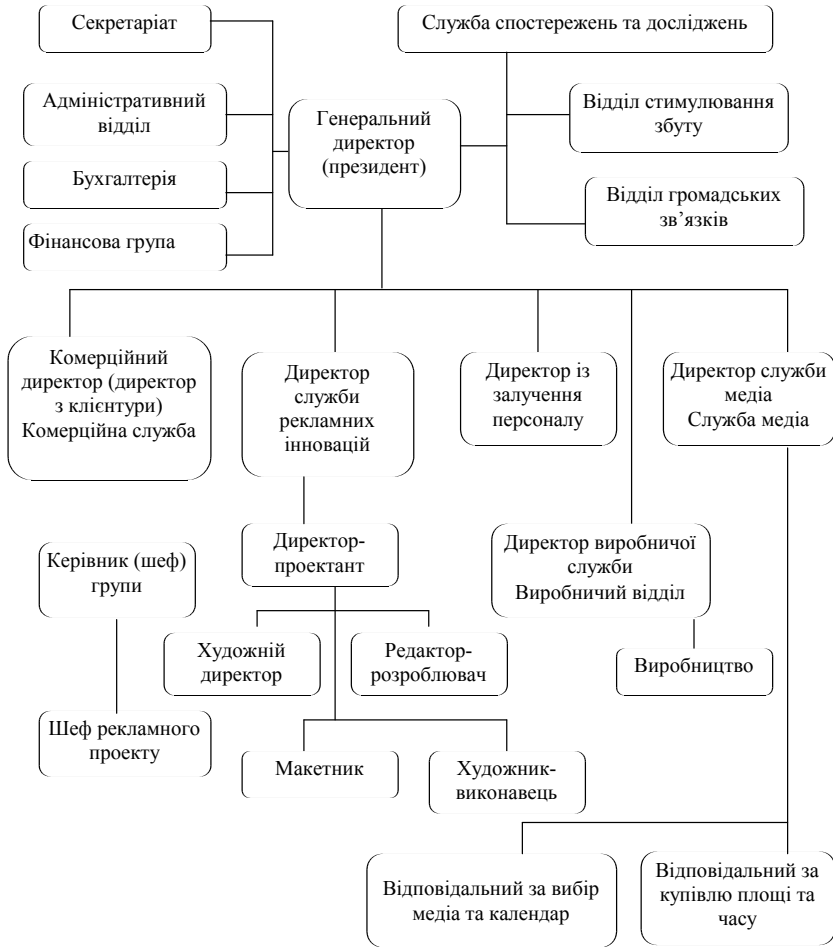 Секретаріат
Служба спостережень та досліджень
Адміністративний
відділ
Генеральний
директор
(президент)
Відділ стимулювання
збуту
Бухгалтерія
Відділ громадських
зв’язків
Фінансова група
Комерційний
директор (директор
з клієнтури)
Комерційна служба
Директор
служби
рекламних
інновацій
Директор із
залучення
персоналу
Директор служби
медіа
Служба медіа
Керівник (шеф)
групи
Директор-
проектант
Директор виробничої
служби
Виробничий відділ
Художній
директор
Редактор-
розроблювач
Виробництво
Шеф рекламного
проекту
Макетник
Художник-
виконавець
Відповідальний за вибір
медіа та календар
Відповідальний за
купівлю площі та
часу